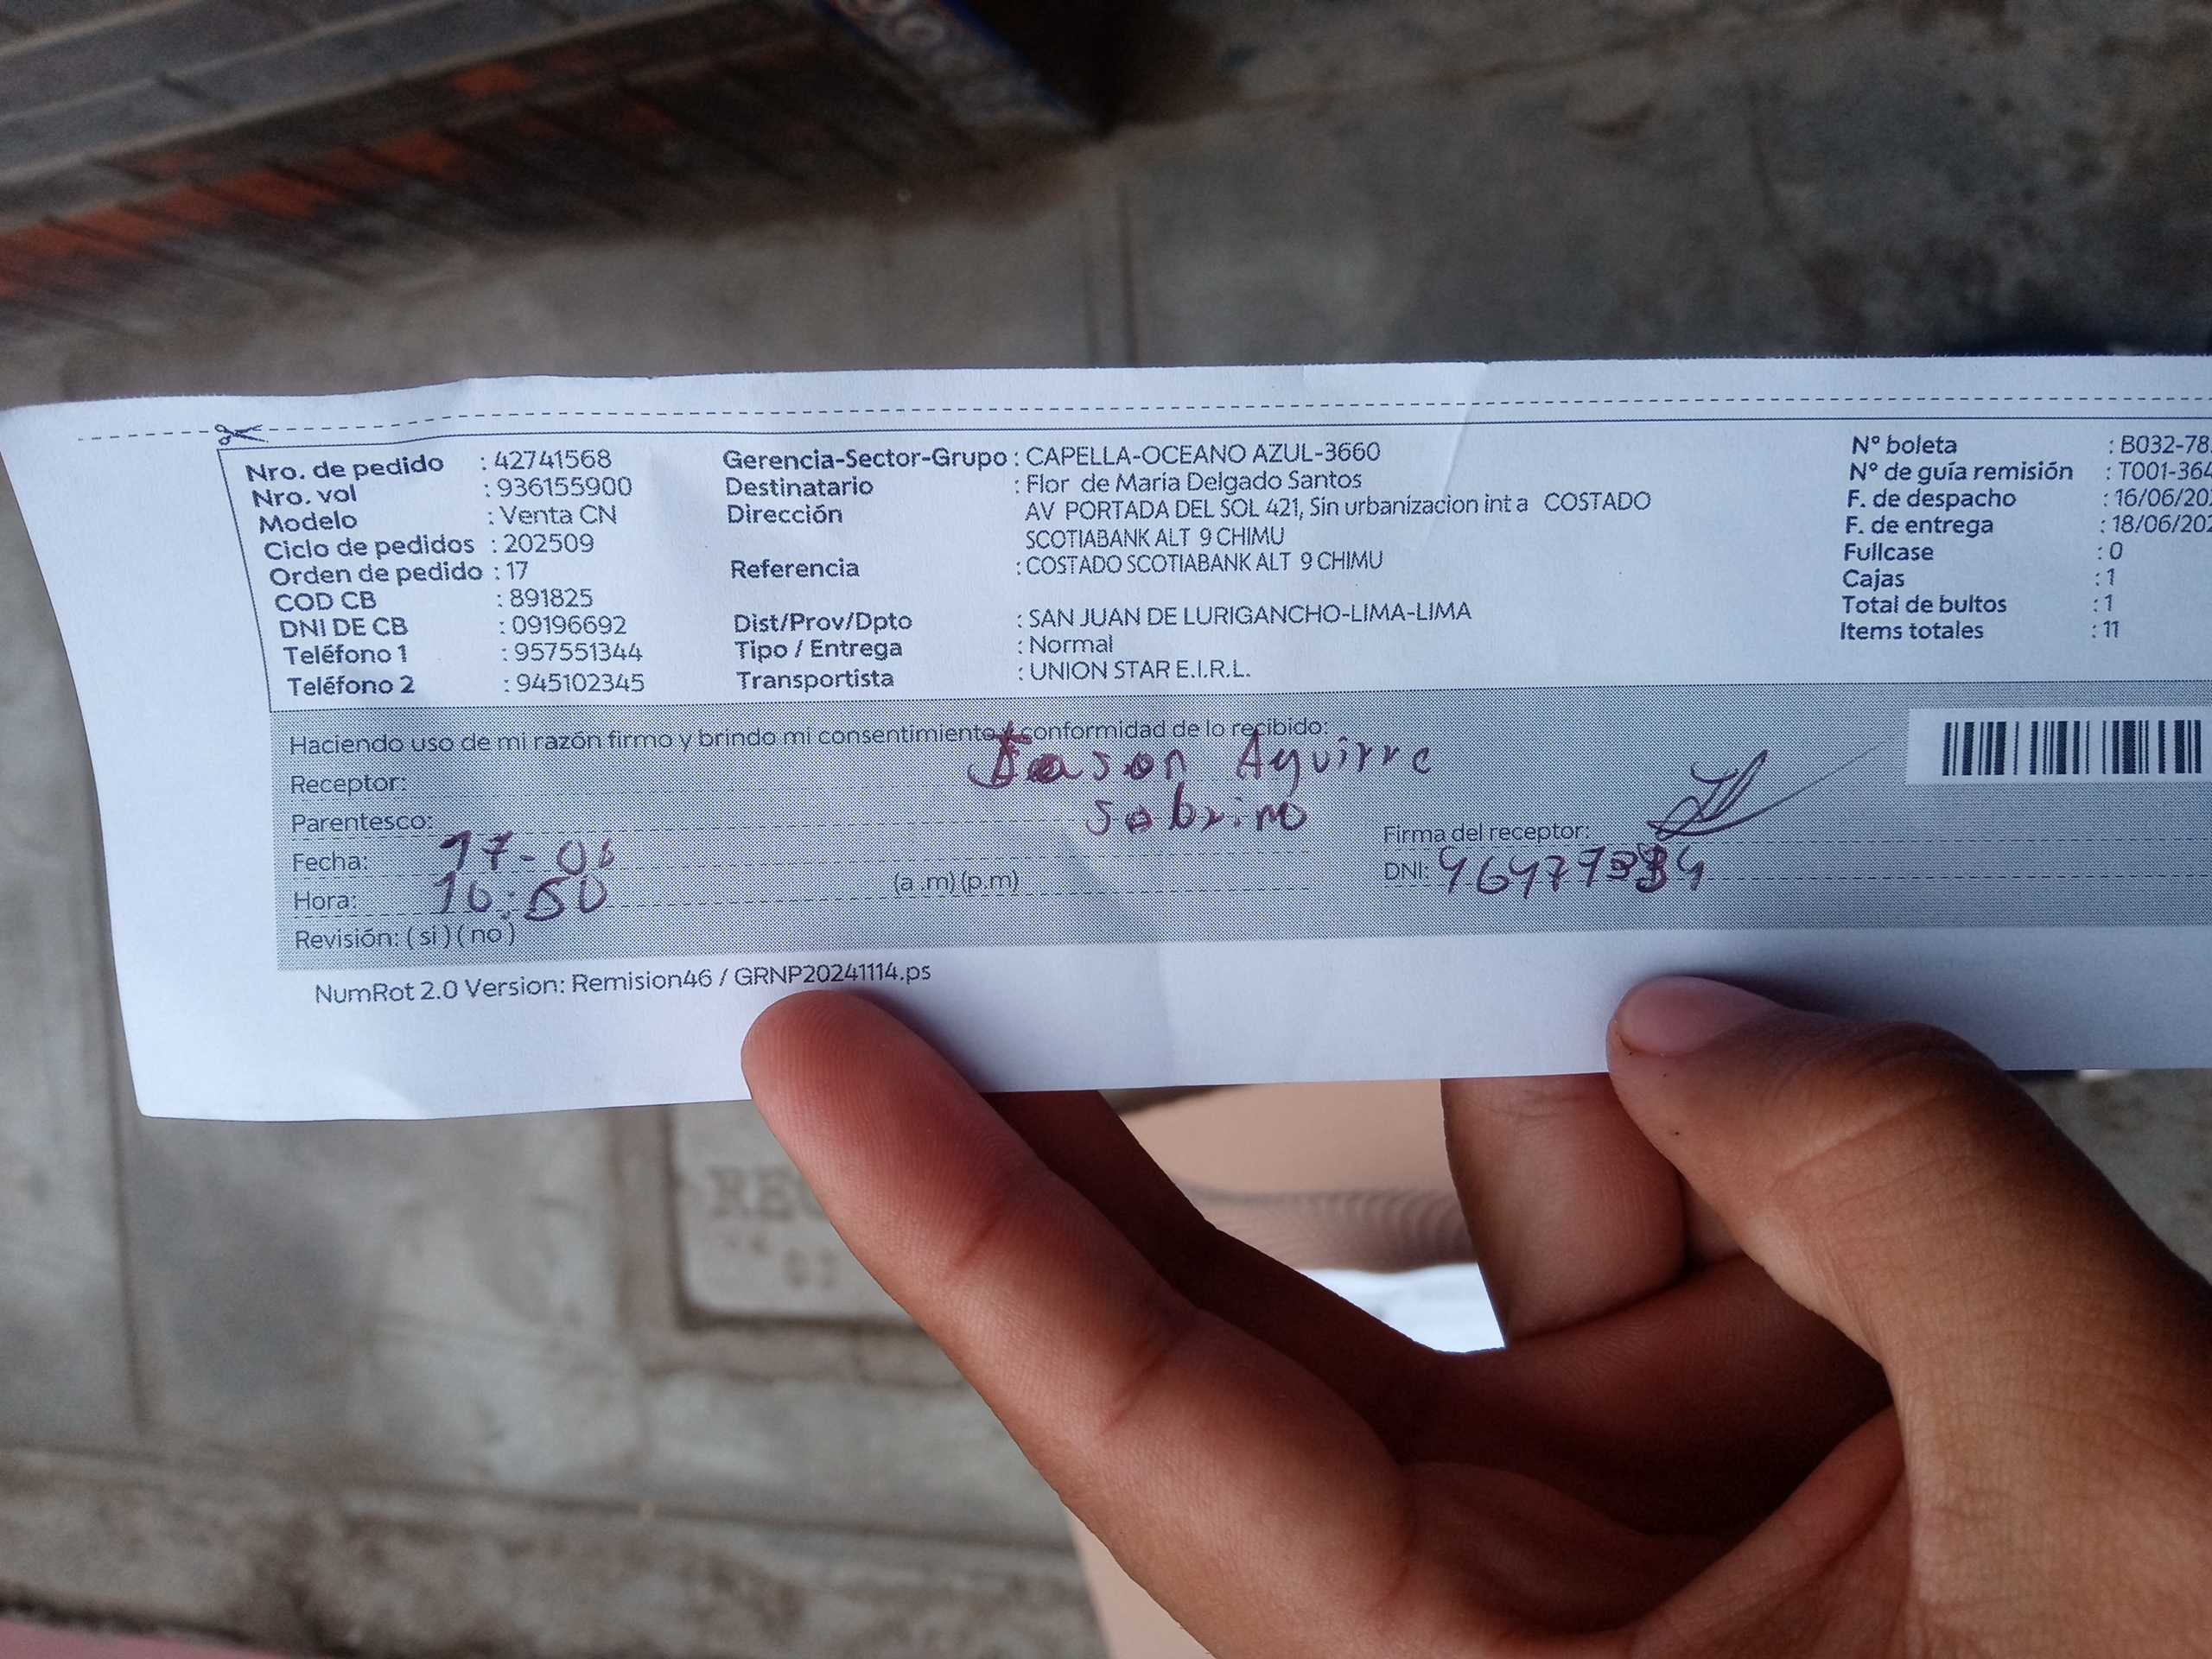 Nro. de pedido : 42741568
Nro. vol : 936155900
Modelo : Venta CN
Ciclo de pedidos : 202509
Orden de pedido : 17
COD CB : 891825
DNI DE CB : 09196692
Teléfono 1 : 957551344
Teléfono 2 : 945102345
Gerencia-Sector-Grupo : CAPELLA-OCEANO AZUL-3660
Destinatario : Flor de Maria Delgado Santos
Dirección AV PORTADA DEL SOL 421, Sin urbanizacion int a COSTADO
SCOTIABANK ALT 9 CHIMU
Referencia : COSTADO SCOTIABANK ALT 9 CHIMU
Dist/Prov/Dpto : SAN JUAN DE LURIGANCHO-LIMA-LIMA
Tipo / Entrega : Normal
Transportista : UNION STAR E.I.R.L.
N° boleta : B032-78
N° de guía remisión : T001-364
F. de despacho : 16/06/20
F. de entrega : 18/06/202
Fullcase : 0
Cajas : 1
Total de bultos : 1
Items totales : 11
Haciendo uso de mi razón firmo y brindo mi consentimiento y conformidad de lo recibido:
Receptor: Aguirre
Parentesco: Sobrino
Fecha: 17-06
Hora: 16:50 (a .m) (p.m)
Revisión: ( si ) ( no )
Firma del receptor:
DNI:
NumRot 2.0 Version: Remision46 / GRNP20241114.ps